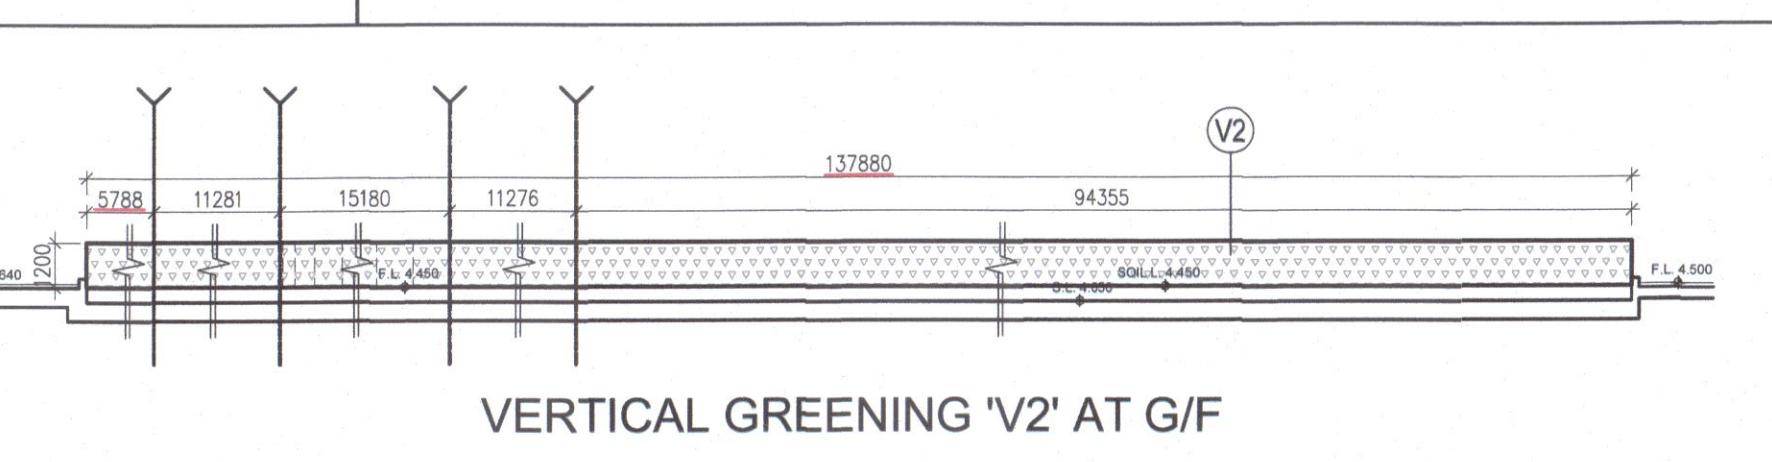 V2
137880
5788 11281 15180 11276 94355
1200
640
F.L. 4.450 SOIL.L. 4.450 F.L. 4.500
VERTICAL GREENING 'V2' AT G/F